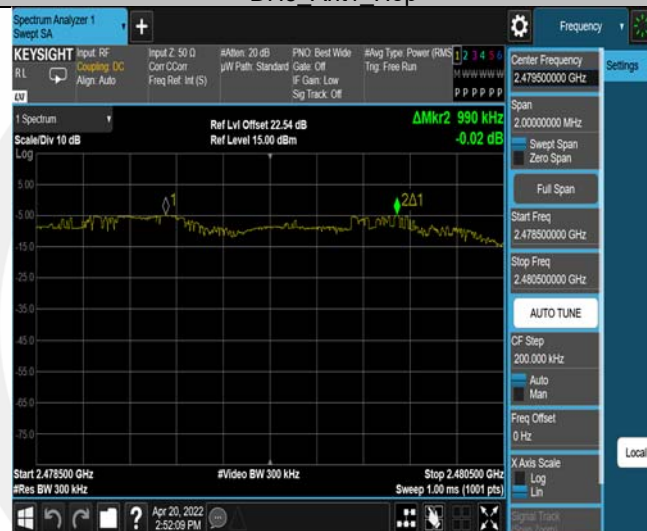 Spectrum Analyzer 1
Swept SA
+
Frequency
KEYSIGHT
RL
LNI
Input: RF
Coupling: DC
Align: Auto
Input Z: 50 Ω
Corr CCorr
Freq Ref: Int (S)
#Atten: 20 dB
µW Path: Standard
PNO: Best Wide
Gate: Off
IF Gain: Low
Sig Track: Off
#Avg Type: Power (RMS
Trig: Free Run
1 2 3 4 5 6
M W W W W W
P P P P P P
1 Spectrum
Scale/Div 10 dB
Ref Lvl Offset 22.54 dB
Ref Level 15.00 dBm
ΔMkr2 990 kHz
-0.02 dB
Log
5.00
-5.00
-15.0
-25.0
-35.0
-45.0
-55.0
-65.0
-75.0
1
2Δ1
Start 2.478500 GHz
#Res BW 300 kHz
#Video BW 300 kHz
Stop 2.480500 GHz
Sweep 1.00 ms (1001 pts)
Apr 20, 2022
2:52:09 PM
Center Frequency
2.479500000 GHz
Span
2.00000000 MHz
Swept Span
Zero Span
Full Span
Start Freq
2.478500000 GHz
Stop Freq
2.480500000 GHz
AUTO TUNE
CF Step
200.000 kHz
Auto
Man
Freq Offset
0 Hz
X Axis Scale
Log
Lin
Signal Track
Settings
Local